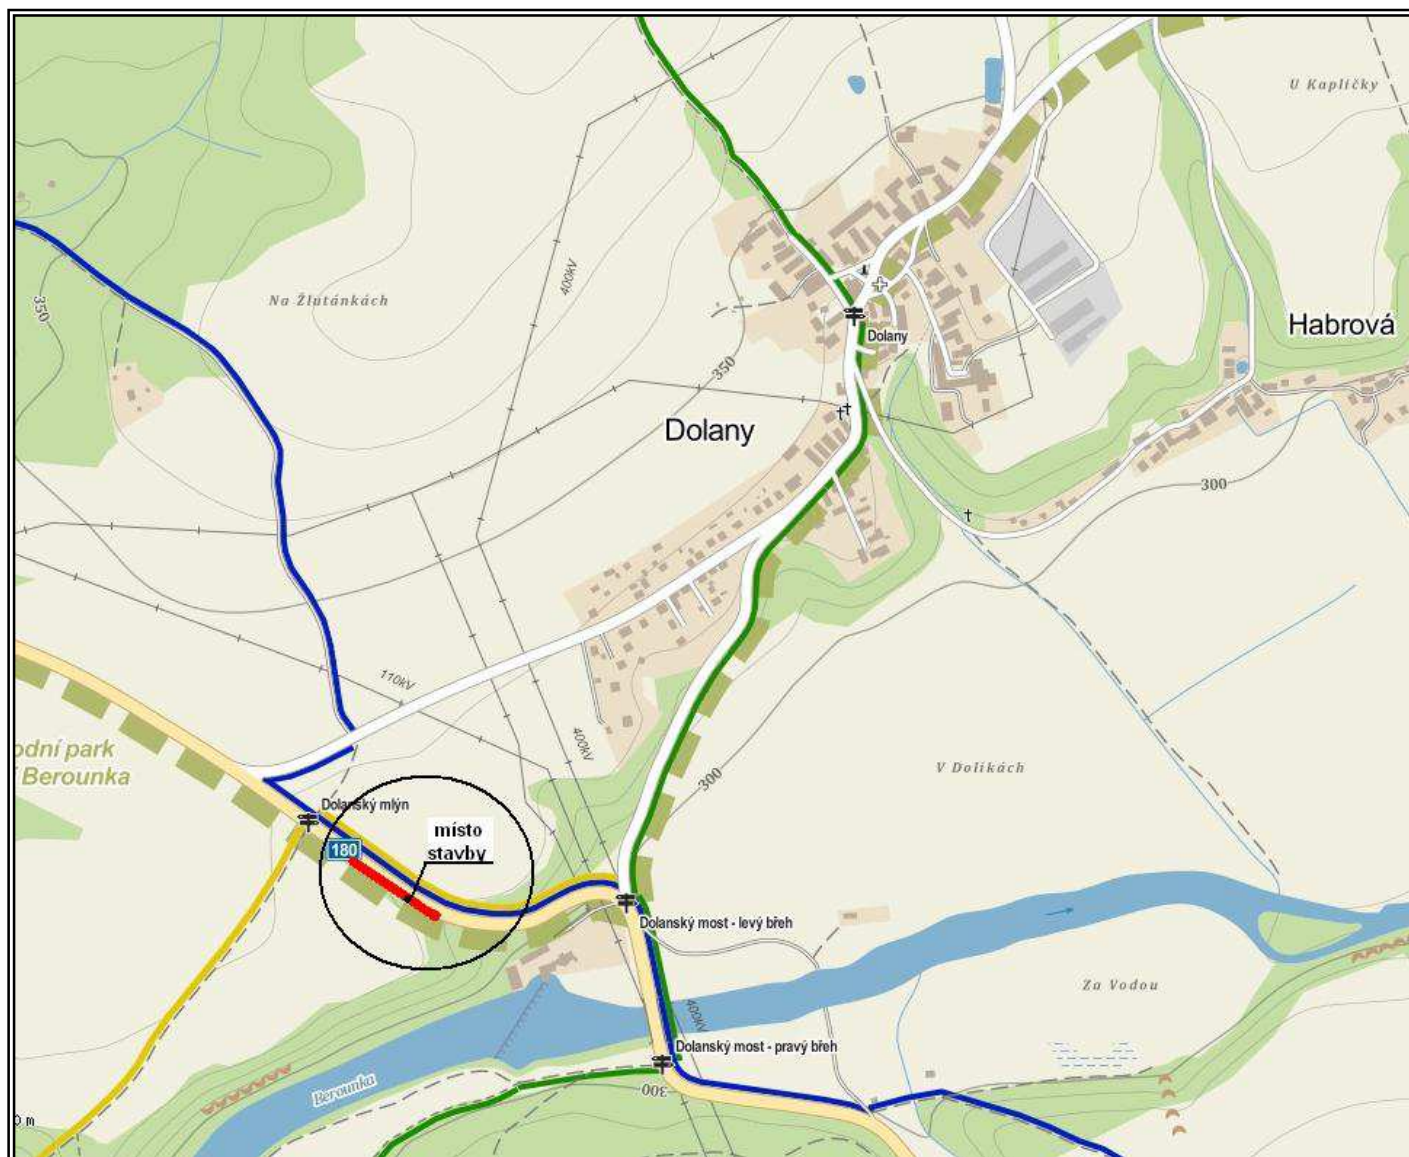 U Kapličky
400kV
350
Na Žlutánkách
Habrová
Dolany
350
Dolany
300
110kV
400kV
odní park
Berounka
300
V Dolíkách
Dolanský mlýn
místo
stavby
180
Dolanský most - levý břeh
Za Vodou
400kV
Dolanský most - pravý břeh
300
Berounka
0 m